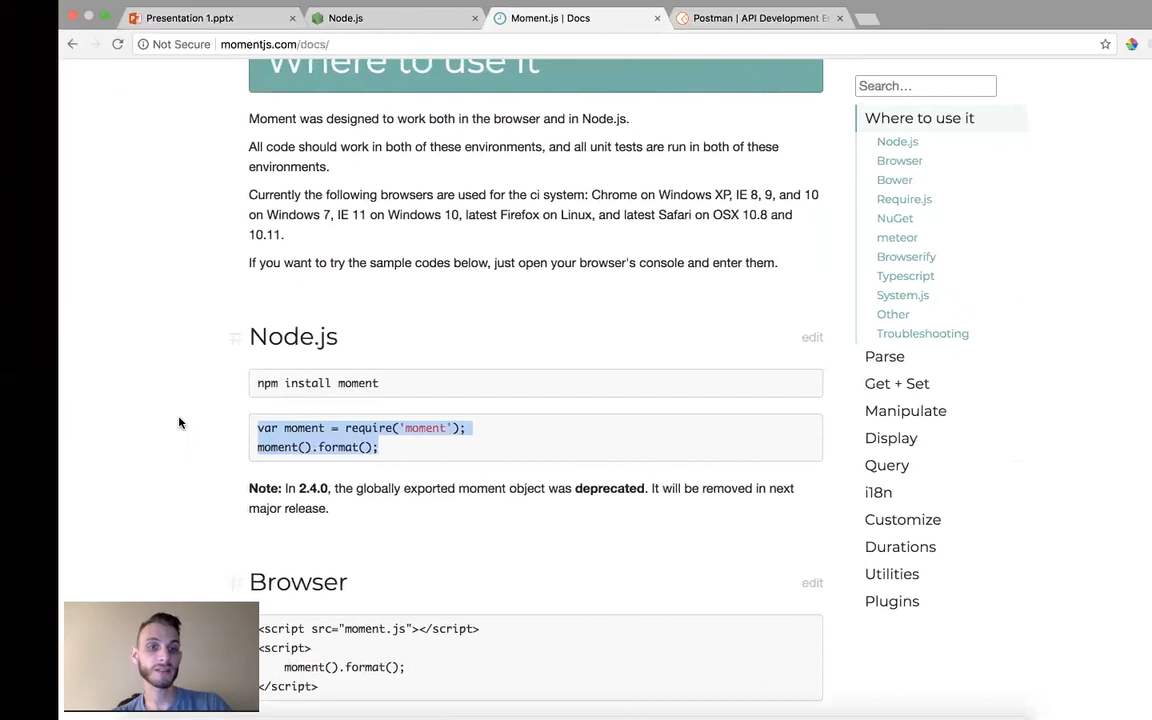 Presentation 1.pptx
Node.js
Moment.js | Docs
Postman | API Development
Not Secure
momentjs.com/docs/
Where to use it
Moment was designed to work both in the browser and in Node.js.
All code should work in both of these environments, and all unit tests are run in both of these
environments.
Currently the following browsers are used for the ci system: Chrome on Windows XP, IE 8, 9, and 10
on Windows 7, IE 11 on Windows 10, latest Firefox on Linux, and latest Safari on OSX 10.8 and
10.11.
If you want to try the sample codes below, just open your browser's console and enter them.
Node.js
edit
npm install moment
var moment = require('moment');
moment().format();
Note: In 2.4.0, the globally exported moment object was deprecated. It will be removed in next
major release.
Browser
edit
<script src="moment.js"></script>
<script>
moment().format();
</script>
Search...
Where to use it
Node.js
Browser
Bower
Require.js
NuGet
meteor
Browserify
Typescript
System.js
Other
Troubleshooting
Parse
Get + Set
Manipulate
Display
Query
i18n
Customize
Durations
Utilities
Plugins